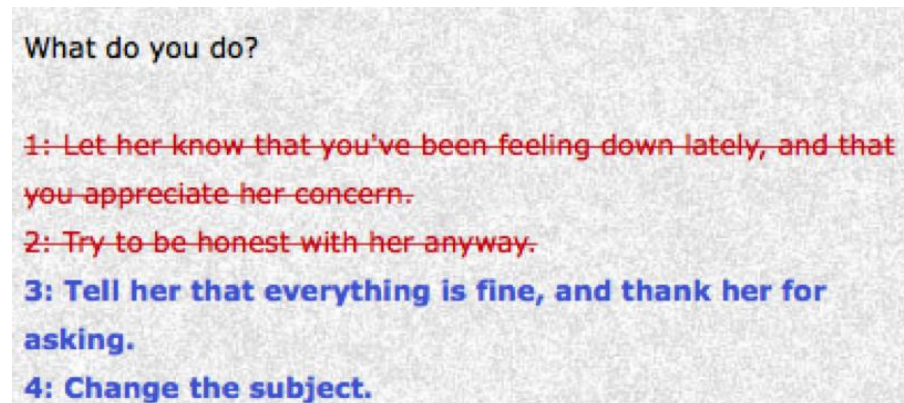 What do you do?
1: Let her know that you've been feeling down lately, and that
you appreciate her concern.
2: Try to be honest with her anyway.
3: Tell her that everything is fine, and thank her for
asking.
4: Change the subject.